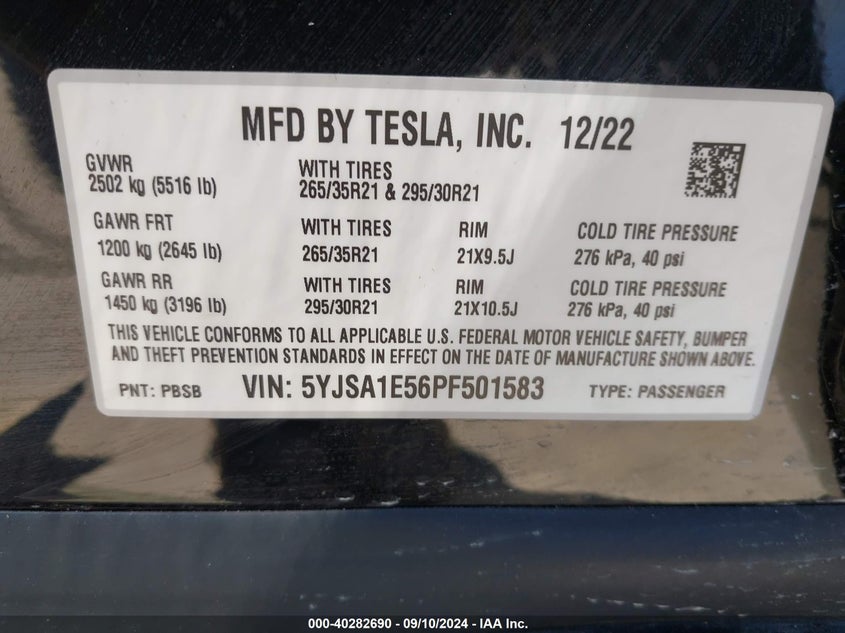 MFD BY TESLA, INC. 12/22
GVWR WITH TIRES
2502 kg (5516 lb) 265/35R21 & 295/30R21
GAWR FRT WITH TIRES RIM COLD TIRE PRESSURE
1200 kg (2645 lb) 265/35R21 21X9.5J 276 kPa, 40 psi
GAWR RR WITH TIRES RIM COLD TIRE PRESSURE
1450 kg (3196 lb) 295/30R21 21X10.5J 276 kPa, 40 psi
THIS VEHICLE CONFORMS TO ALL APPLICABLE U.S. FEDERAL MOTOR VEHICLE SAFETY, BUMPER
AND THEFT PREVENTION STANDARDS IN EFFECT ON THE DATE OF MANUFACTURE SHOWN ABOVE.
PNT: PBSB VIN: 5YJSA1E56PF501583 TYPE: PASSENGER
000-40282690 - 09/10/2024 - IAA Inc.